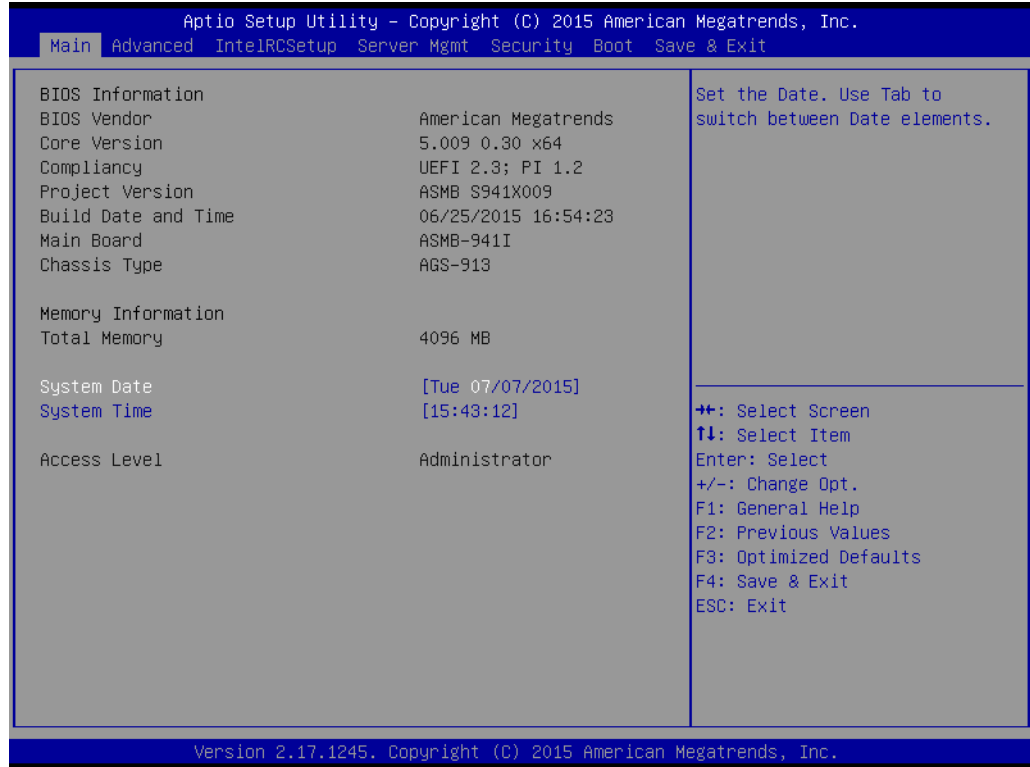 Aptio Setup Utility – Copyright (C) 2015 American Megatrends, Inc.
Main Advanced IntelRCSetup Server Mgmt Security Boot Save & Exit
BIOS Information
BIOS Vendor American Megatrends
Core Version 5.009 0.30 x64
Compliancy UEFI 2.3; PI 1.2
Project Version ASMB S941X009
Build Date and Time 06/25/2015 16:54:23
Main Board ASMB-941I
Chassis Type AGS-913
Memory Information
Total Memory 4096 MB
System Date [Tue 07/07/2015]
System Time [15:43:12]
Access Level Administrator
Set the Date. Use Tab to
switch between Date elements.
→←: Select Screen
↑↓: Select Item
Enter: Select
+/-: Change Opt.
F1: General Help
F2: Previous Values
F3: Optimized Defaults
F4: Save & Exit
ESC: Exit
Version 2.17.1245. Copyright (C) 2015 American Megatrends, Inc.